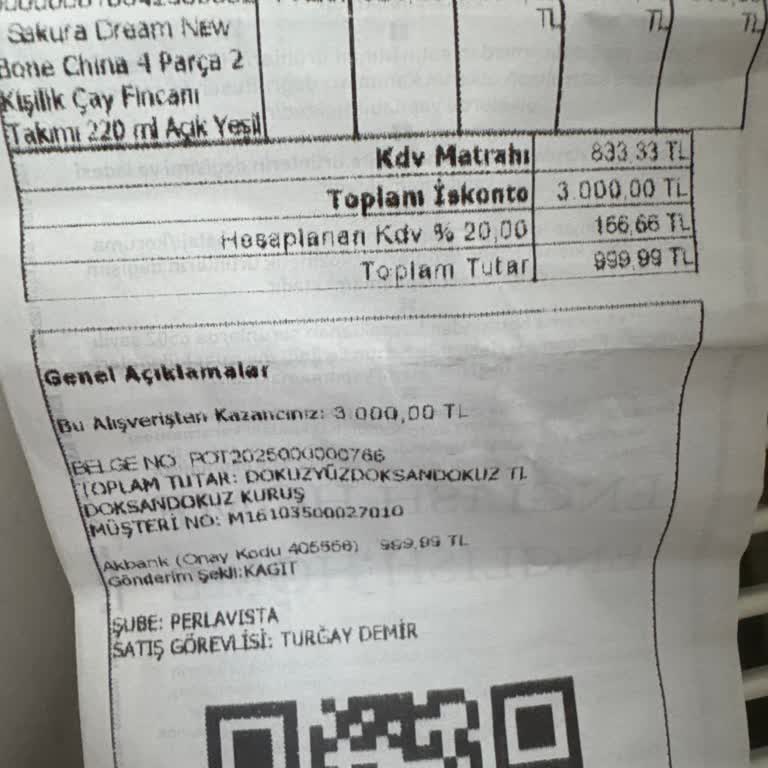 Sakura Dream New
Bone China 4 Parça 2
Kişilik Çay Fincanı
Takımı 220 ml Açık Yeşil
TL TL TL
Kdv Matrahı 833,33 TL
Toplam İskonto 3.000,00 TL
Hesaplanan Kdv % 20,00 166,66 TL
Toplam Tutar 999,99 TL
Genel Açıklamalar
Bu Alışverişten Kazancınız: 3.000,00 TL
BELGE NO: POT2025000000766
TOPLAM TUTAR: DOKUZYÜZDOKSANDOKUZ TL
DOKSANDOKUZ KURUŞ
MÜŞTERİ NO: M16103500027010
Akbank (Onay Kodu 405556) 999,99 TL
Gönderim Şekli:KAGIT
ŞUBE: PERLAVISTA
SATIŞ GÖREVLİSİ: TURGAY DEMİR